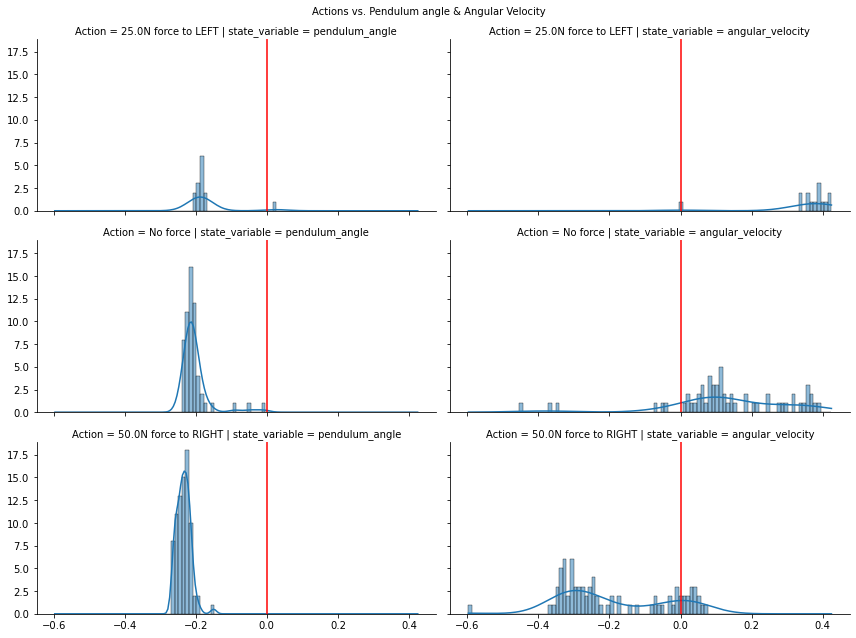 Actions vs. Pendulum angle & Angular Velocity
Action = 25.0N force to LEFT | state_variable = pendulum_angle
Action = 25.0N force to LEFT | state_variable = angular_velocity
17.5
15.0
12.5
10.0
7.5
5.0
2.5
0.0
Action = No force | state_variable = pendulum_angle
Action = No force | state_variable = angular_velocity
17.5
15.0
12.5
10.0
7.5
5.0
2.5
0.0
Action = 50.0N force to RIGHT | state_variable = pendulum_angle
Action = 50.0N force to RIGHT | state_variable = angular_velocity
17.5
15.0
12.5
10.0
7.5
5.0
2.5
0.0
−0.6 −0.4 −0.2 0.0 0.2 0.4
−0.6 −0.4 −0.2 0.0 0.2 0.4